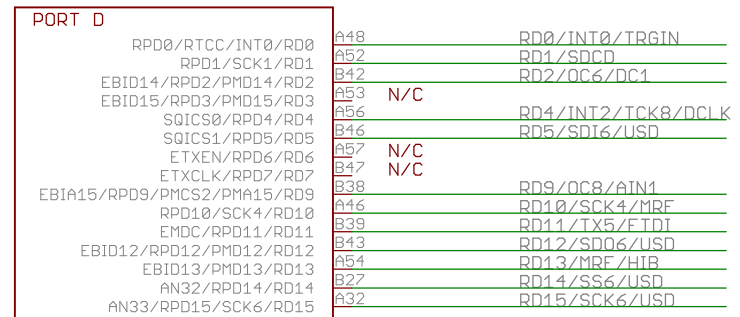 PORT D
RPD0/RTCC/INT0/RD0 A48 RD0/INT0/TRGIN
RPD1/SCK1/RD1 A52 RD1/SDCD
EBID14/RPD2/PMD14/RD2 B42 RD2/OC6/DC1
EBID15/RPD3/PMD15/RD3 A53 N/C
SQICS0/RPD4/RD4 A56 RD4/INT2/TCK8/DCLK
SQICS1/RPD5/RD5 B46 RD5/SDI6/USD
ETXEN/RPD6/RD6 A57 N/C
ETXCLK/RPD7/RD7 B47 N/C
EBIA15/RPD9/PMCS2/PMA15/RD9 B38 RD9/OC8/AIN1
RPD10/SCK4/RD10 A46 RD10/SCK4/MRF
EMDC/RPD11/RD11 B39 RD11/TX5/FTDI
EBID12/RPD12/PMD12/RD12 B43 RD12/SDO6/USD
EBID13/PMD13/RD13 A54 RD13/MRF/HIB
AN32/RPD14/RD14 B27 RD14/SS6/USD
AN33/RPD15/SCK6/RD15 A32 RD15/SCK6/USD